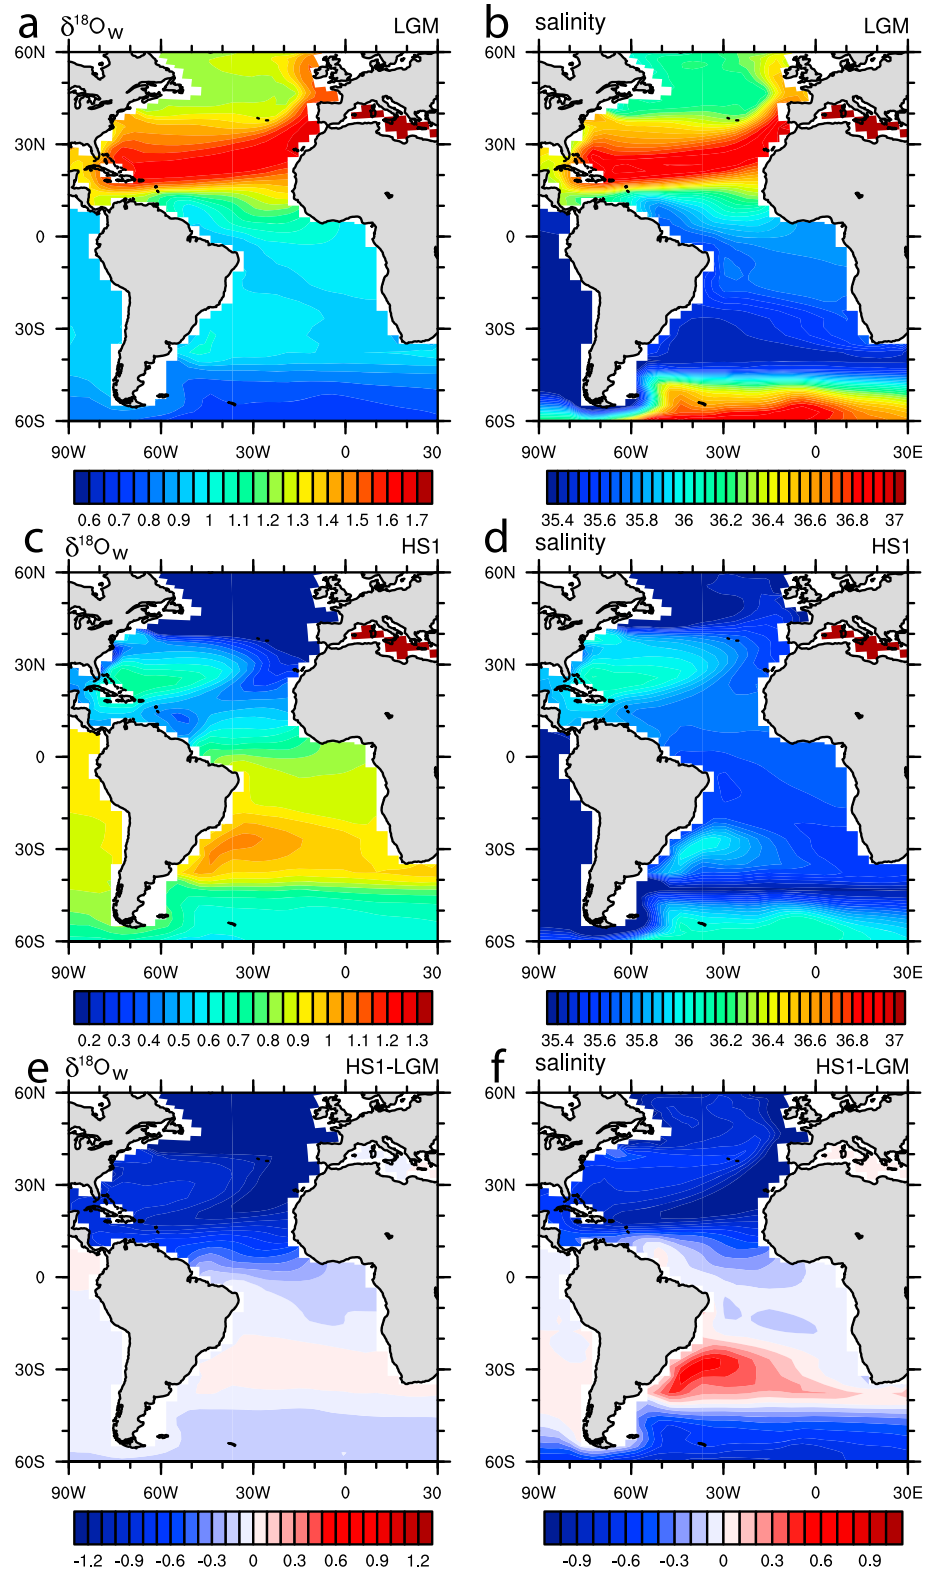 a δ18Ow LGM b salinity LGM
60N 60N
30N 30N
0 0
30S 30S
60S 60S
90W 60W 30W 0 30 90W 60W 30W 0 30E
0.6 0.7 0.8 0.9 1 1.1 1.2 1.3 1.4 1.5 1.6 1.7 35.4 35.6 35.8 36 36.2 36.4 36.6 36.8 37
c δ18Ow HS1 d salinity HS1
60N 60N
30N 30N
0 0
30S 30S
60S 60S
90W 60W 30W 0 30 90W 60W 30W 0 30E
0.2 0.3 0.4 0.5 0.6 0.7 0.8 0.9 1 1.1 1.2 1.3 35.4 35.6 35.8 36 36.2 36.4 36.6 36.8 37
e δ18Ow HS1-LGM f salinity HS1-LGM
60N 60N
30N 30N
0 0
30S 30S
60S 60S
90W 60W 30W 0 30 90W 60W 30W 0 30E
-1.2 -0.9 -0.6 -0.3 0 0.3 0.6 0.9 1.2 -0.9 -0.6 -0.3 0 0.3 0.6 0.9